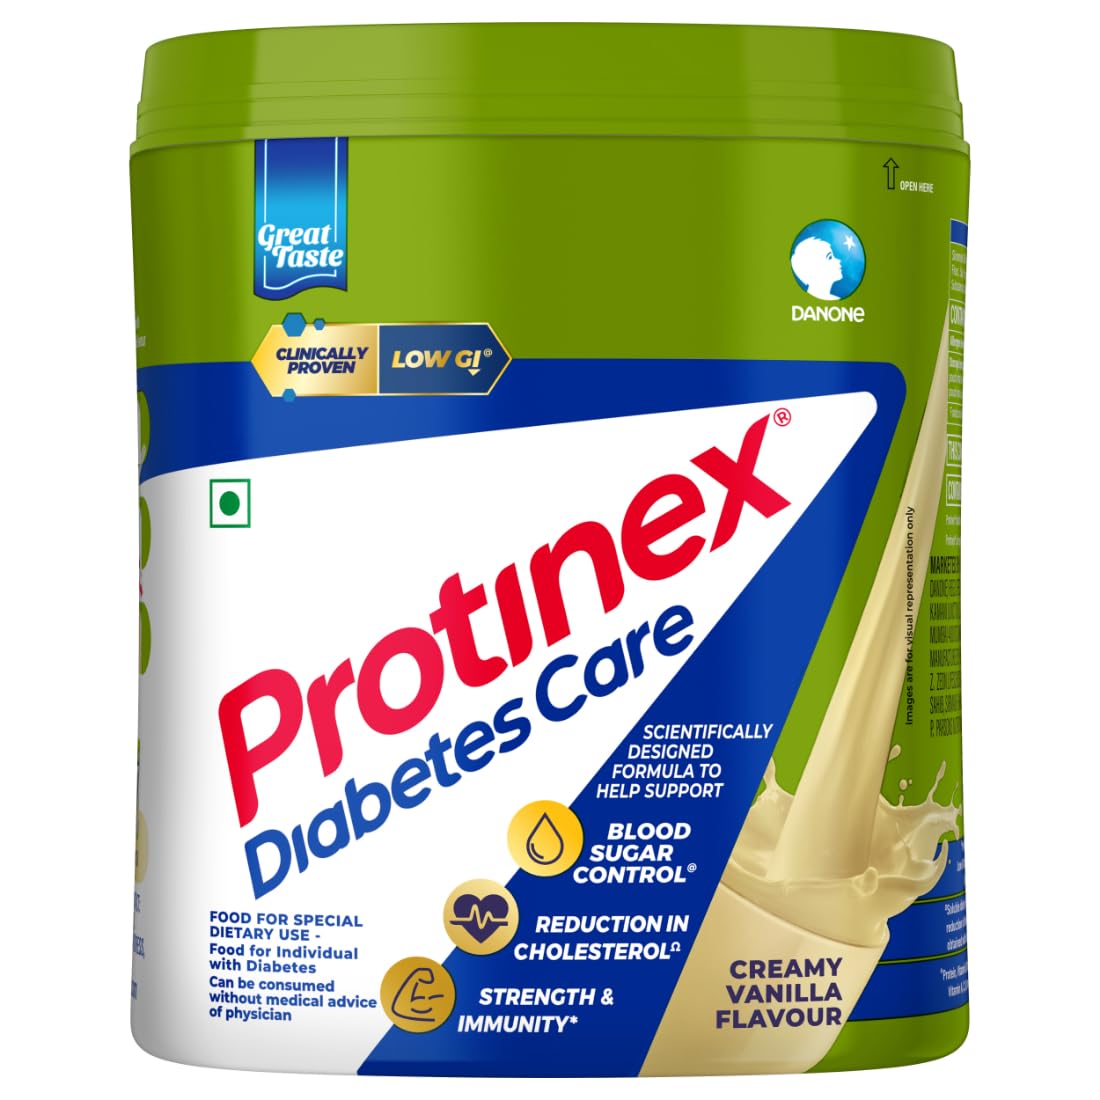 OPEN HERE
Great
Taste
DANONE
CLINICALLY
PROVEN
LOW GI@
Protinex®
Diabetes Care
SCIENTIFICALLY
DESIGNED
FORMULA TO
HELP SUPPORT
BLOOD
SUGAR
CONTROL@
REDUCTION IN
CHOLESTEROLΩ
STRENGTH &
IMMUNITY*
FOOD FOR SPECIAL
DIETARY USE -
Food for Individual
with Diabetes
Can be consumed
without medical advice
of physician
CREAMY
VANILLA
FLAVOUR
Images are for visual representation only